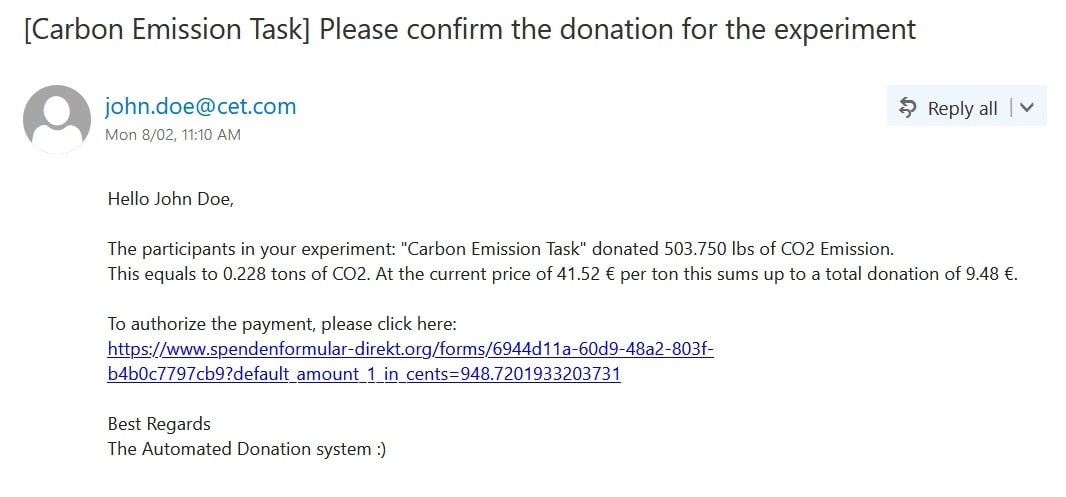 [Carbon Emission Task] Please confirm the donation for the experiment
john.doe@cet.com
Reply all
Mon 8/02, 11:10 AM
Hello John Doe,
The participants in your experiment: "Carbon Emission Task" donated 503.750 lbs of CO2 Emission.
This equals to 0.228 tons of CO2. At the current price of 41.52 € per ton this sums up to a total donation of 9.48 €.
To authorize the payment, please click here:
https://www.spendenformular-direkt.org/forms/6944d11a-60d9-48a2-803f-
b4b0c7797cb9?default_amount_1_in_cents=948.7201933203731
Best Regards
The Automated Donation system :)